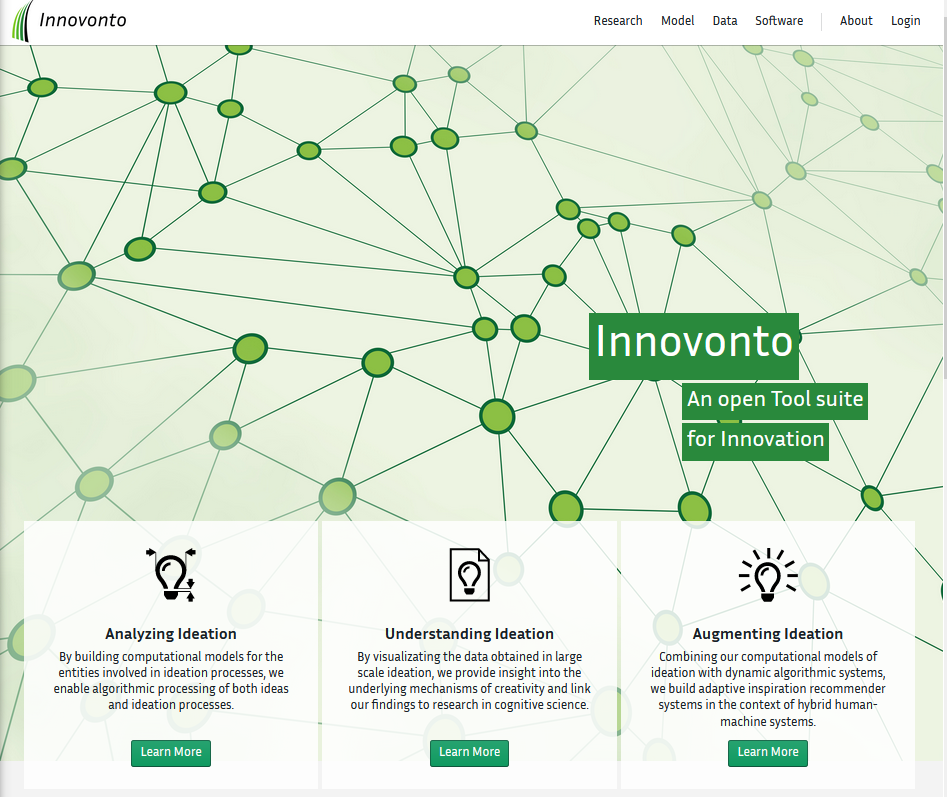 Innovonto
Research Model Data Software About Login
Innovonto
An open Tool suite
for Innovation
Analyzing Ideation
By building computational models for the
entities involved in ideation processes, we
enable algorithmic processing of both ideas
and ideation processes.
Learn More
Understanding Ideation
By visualizating the data obtained in large
scale ideation, we provide insight into the
underlying mechanisms of creativity and link
our findings to research in cognitive science.
Learn More
Augmenting Ideation
Combining our computational models of
ideation with dynamic algorithmic systems,
we build adaptive inspiration recommender
systems in the context of hybrid human-
machine systems.
Learn More